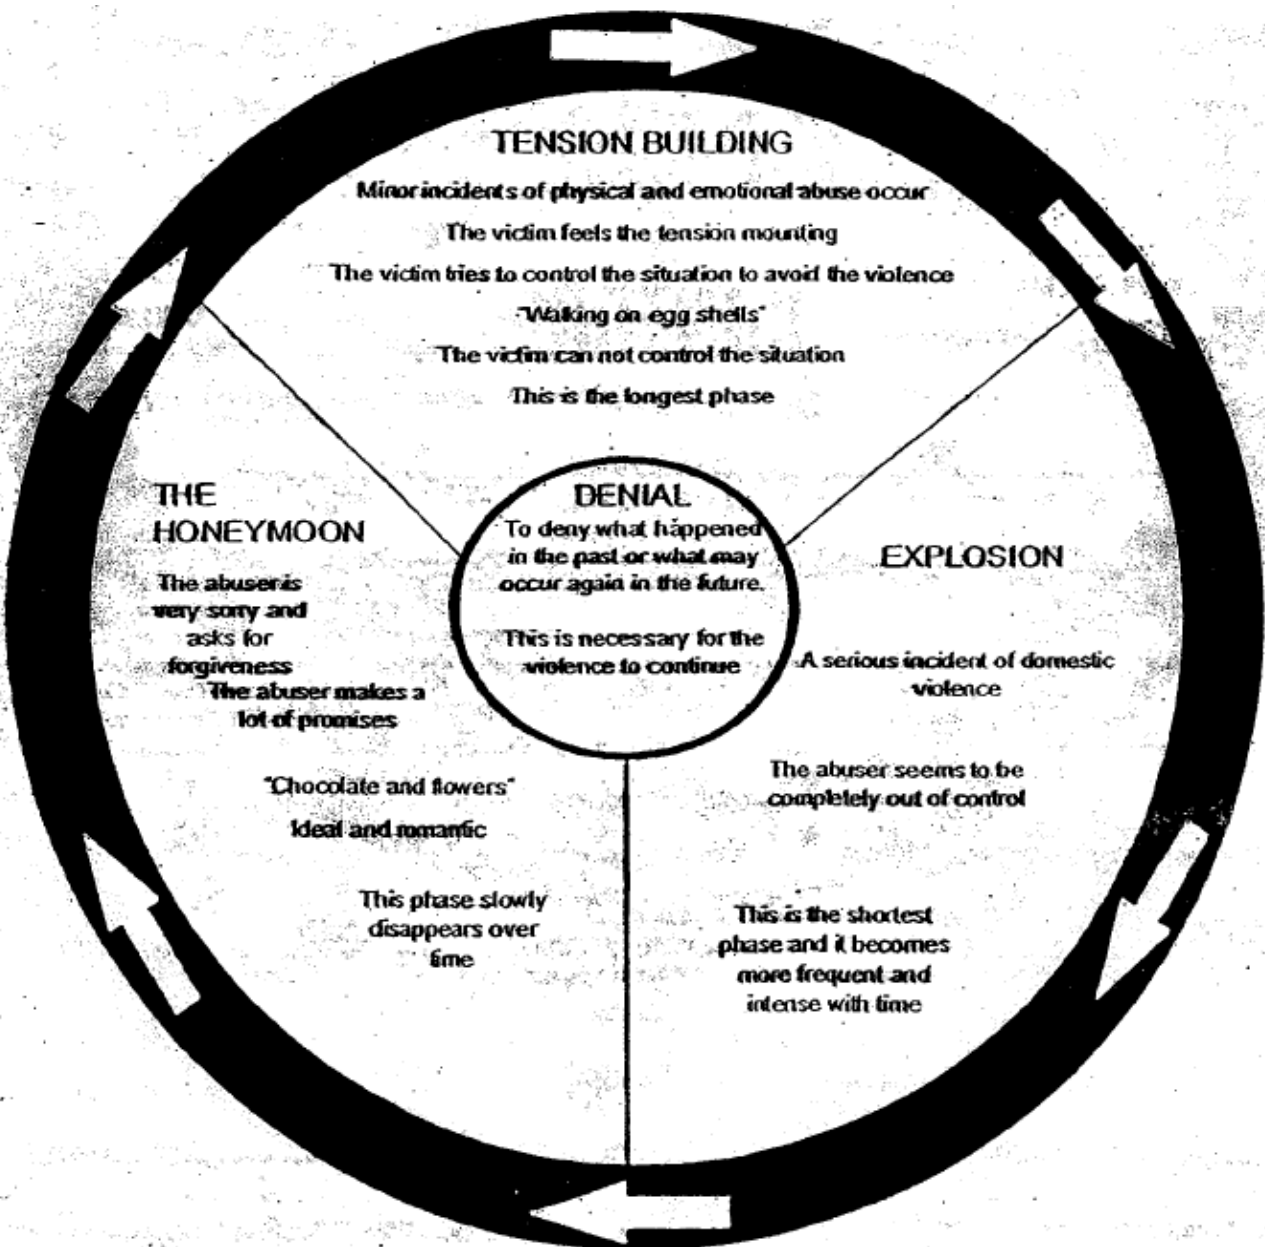 TENSION BUILDING
Minor incidents of physical and emotional abuse occur
The victim feels the tension mounting
The victim tries to control the situation to avoid the violence
"Walking on egg shells"
The victim can not control the situation
This is the longest phase
THE
HONEYMOON
The abuser is
very sorry and
asks for
forgiveness
The abuser makes a
lot of promises
"Chocolate and flowers"
Ideal and romantic
This phase slowly
disappears over
time
DENIAL
To deny what happened
in the past or what may
occur again in the future.
This is necessary for the
violence to continue
EXPLOSION
A serious incident of domestic
violence
The abuser seems to be
completely out of control
This is the shortest
phase and it becomes
more frequent and
intense with time